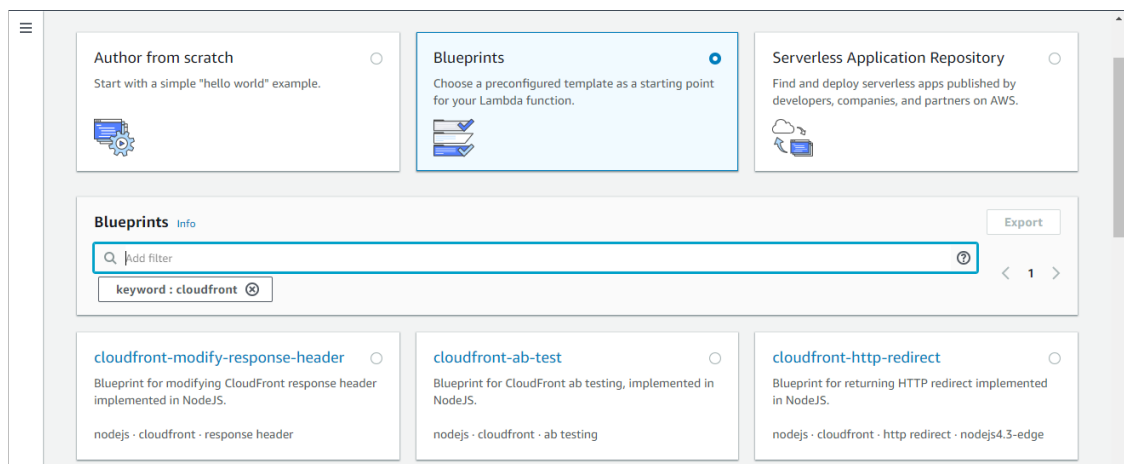 Author from scratch
Start with a simple "hello world" example.
Blueprints
Choose a preconfigured template as a starting point
for your Lambda function.
Serverless Application Repository
Find and deploy serverless apps published by
developers, companies, and partners on AWS.
Blueprints Info
Export
Add filter
1
keyword : cloudfront
cloudfront-modify-response-header
Blueprint for modifying CloudFront response header
implemented in NodeJS.
nodejs · cloudfront · response header
cloudfront-ab-test
Blueprint for CloudFront ab testing, implemented in
NodeJS.
nodejs · cloudfront · ab testing
cloudfront-http-redirect
Blueprint for returning HTTP redirect implemented
in NodeJS.
nodejs · cloudfront · http redirect · nodejs4.3-edge